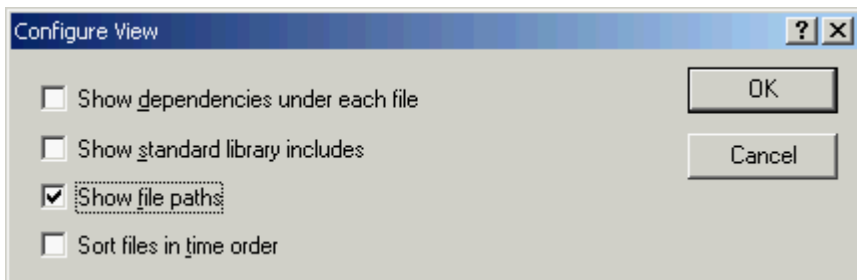 Configure View
? X
Show dependencies under each file
OK
Show standard library includes
Cancel
Show file paths
Sort files in time order